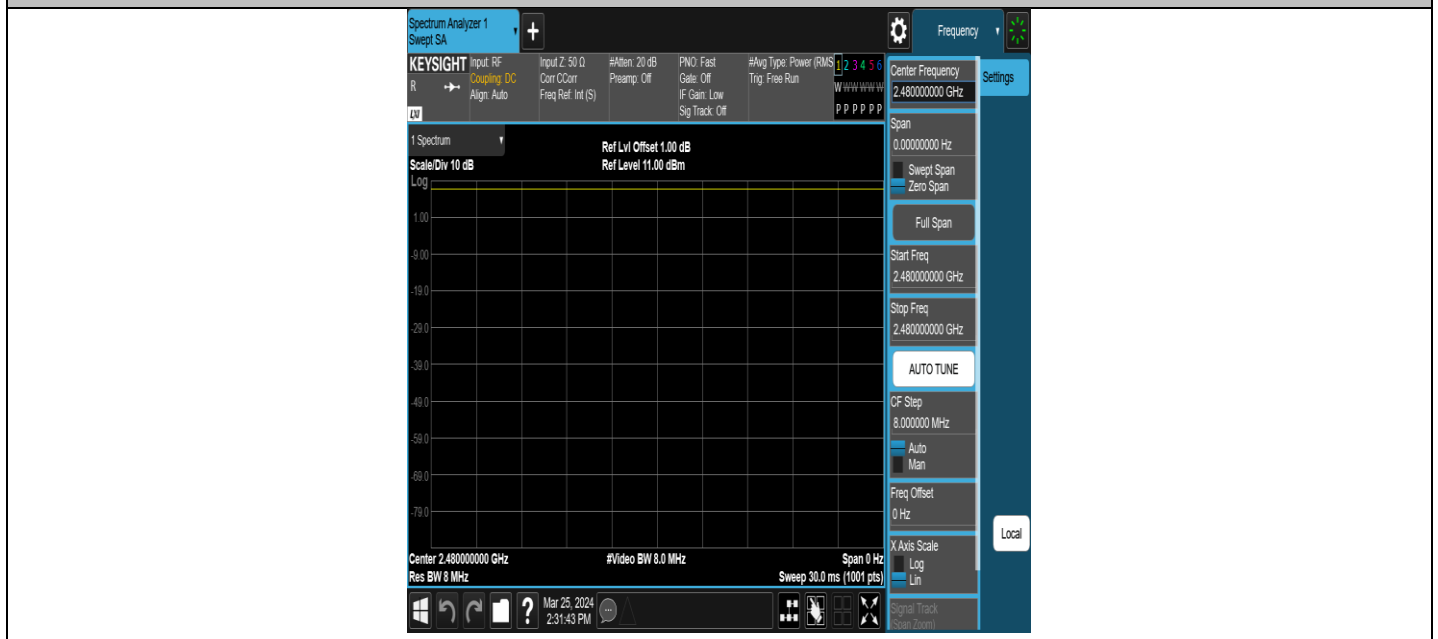 Spectrum Analyzer 1
Swept SA
+
Frequency
KEYSIGHT
R
LXI
Input: RF
Coupling: DC
Align: Auto
Input Z: 50 Ω
Corr CCorr
Freq Ref: Int (S)
#Atten: 20 dB
Preamp: Off
PNO: Fast
Gate: Off
IF Gain: Low
Sig Track: Off
#Avg Type: Power (RMS
Trig: Free Run
1 2 3 4 5 6
W W W W W W
P P P P P P
Center Frequency
2.480000000 GHz
Settings
Span
0.00000000 Hz
Swept Span
Zero Span
Full Span
Start Freq
2.480000000 GHz
Stop Freq
2.480000000 GHz
AUTO TUNE
CF Step
8.000000 MHz
Auto
Man
Freq Offset
0 Hz
X Axis Scale
Log
Lin
Signal Track
(Span Zoom)
Local
1 Spectrum
Scale/Div 10 dB
Ref Lvl Offset 1.00 dB
Ref Level 11.00 dBm
Log
1.00
-9.00
-19.0
-29.0
-39.0
-49.0
-59.0
-69.0
-79.0
Center 2.480000000 GHz
#Video BW 8.0 MHz
Span 0 Hz
Res BW 8 MHz
Sweep 30.0 ms (1001 pts)
?
Mar 25, 2024
2:31:43 PM